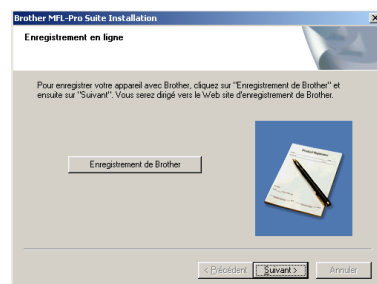 Brother MFL-Pro Suite Installation
Enregistrement en ligne
Pour enregistrer votre appareil avec Brother, cliquez sur "Enregistrement de Brother" et
ensuite sur "Suivant". Vous serez dirigé vers le Web site d'enregistrement de Brother.
Enregistrement de Brother
Product Registration
< Précédent
Suivant >
Annuler